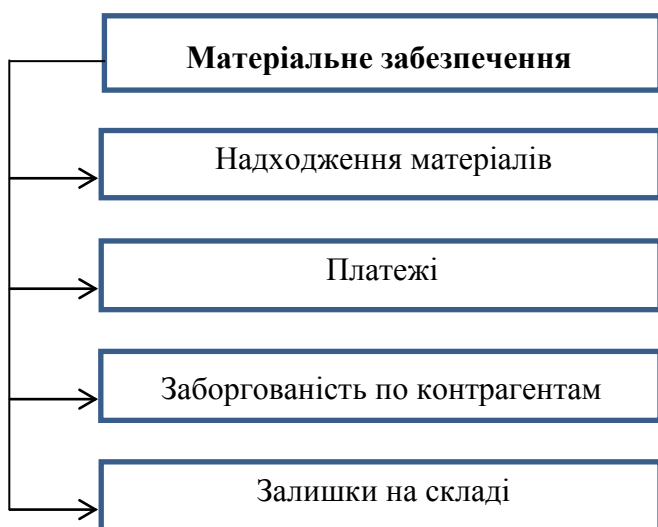 Матеріальне забезпечення
Надходження матеріалів
Платежі
Заборгованість по контрагентам
Залишки на складі